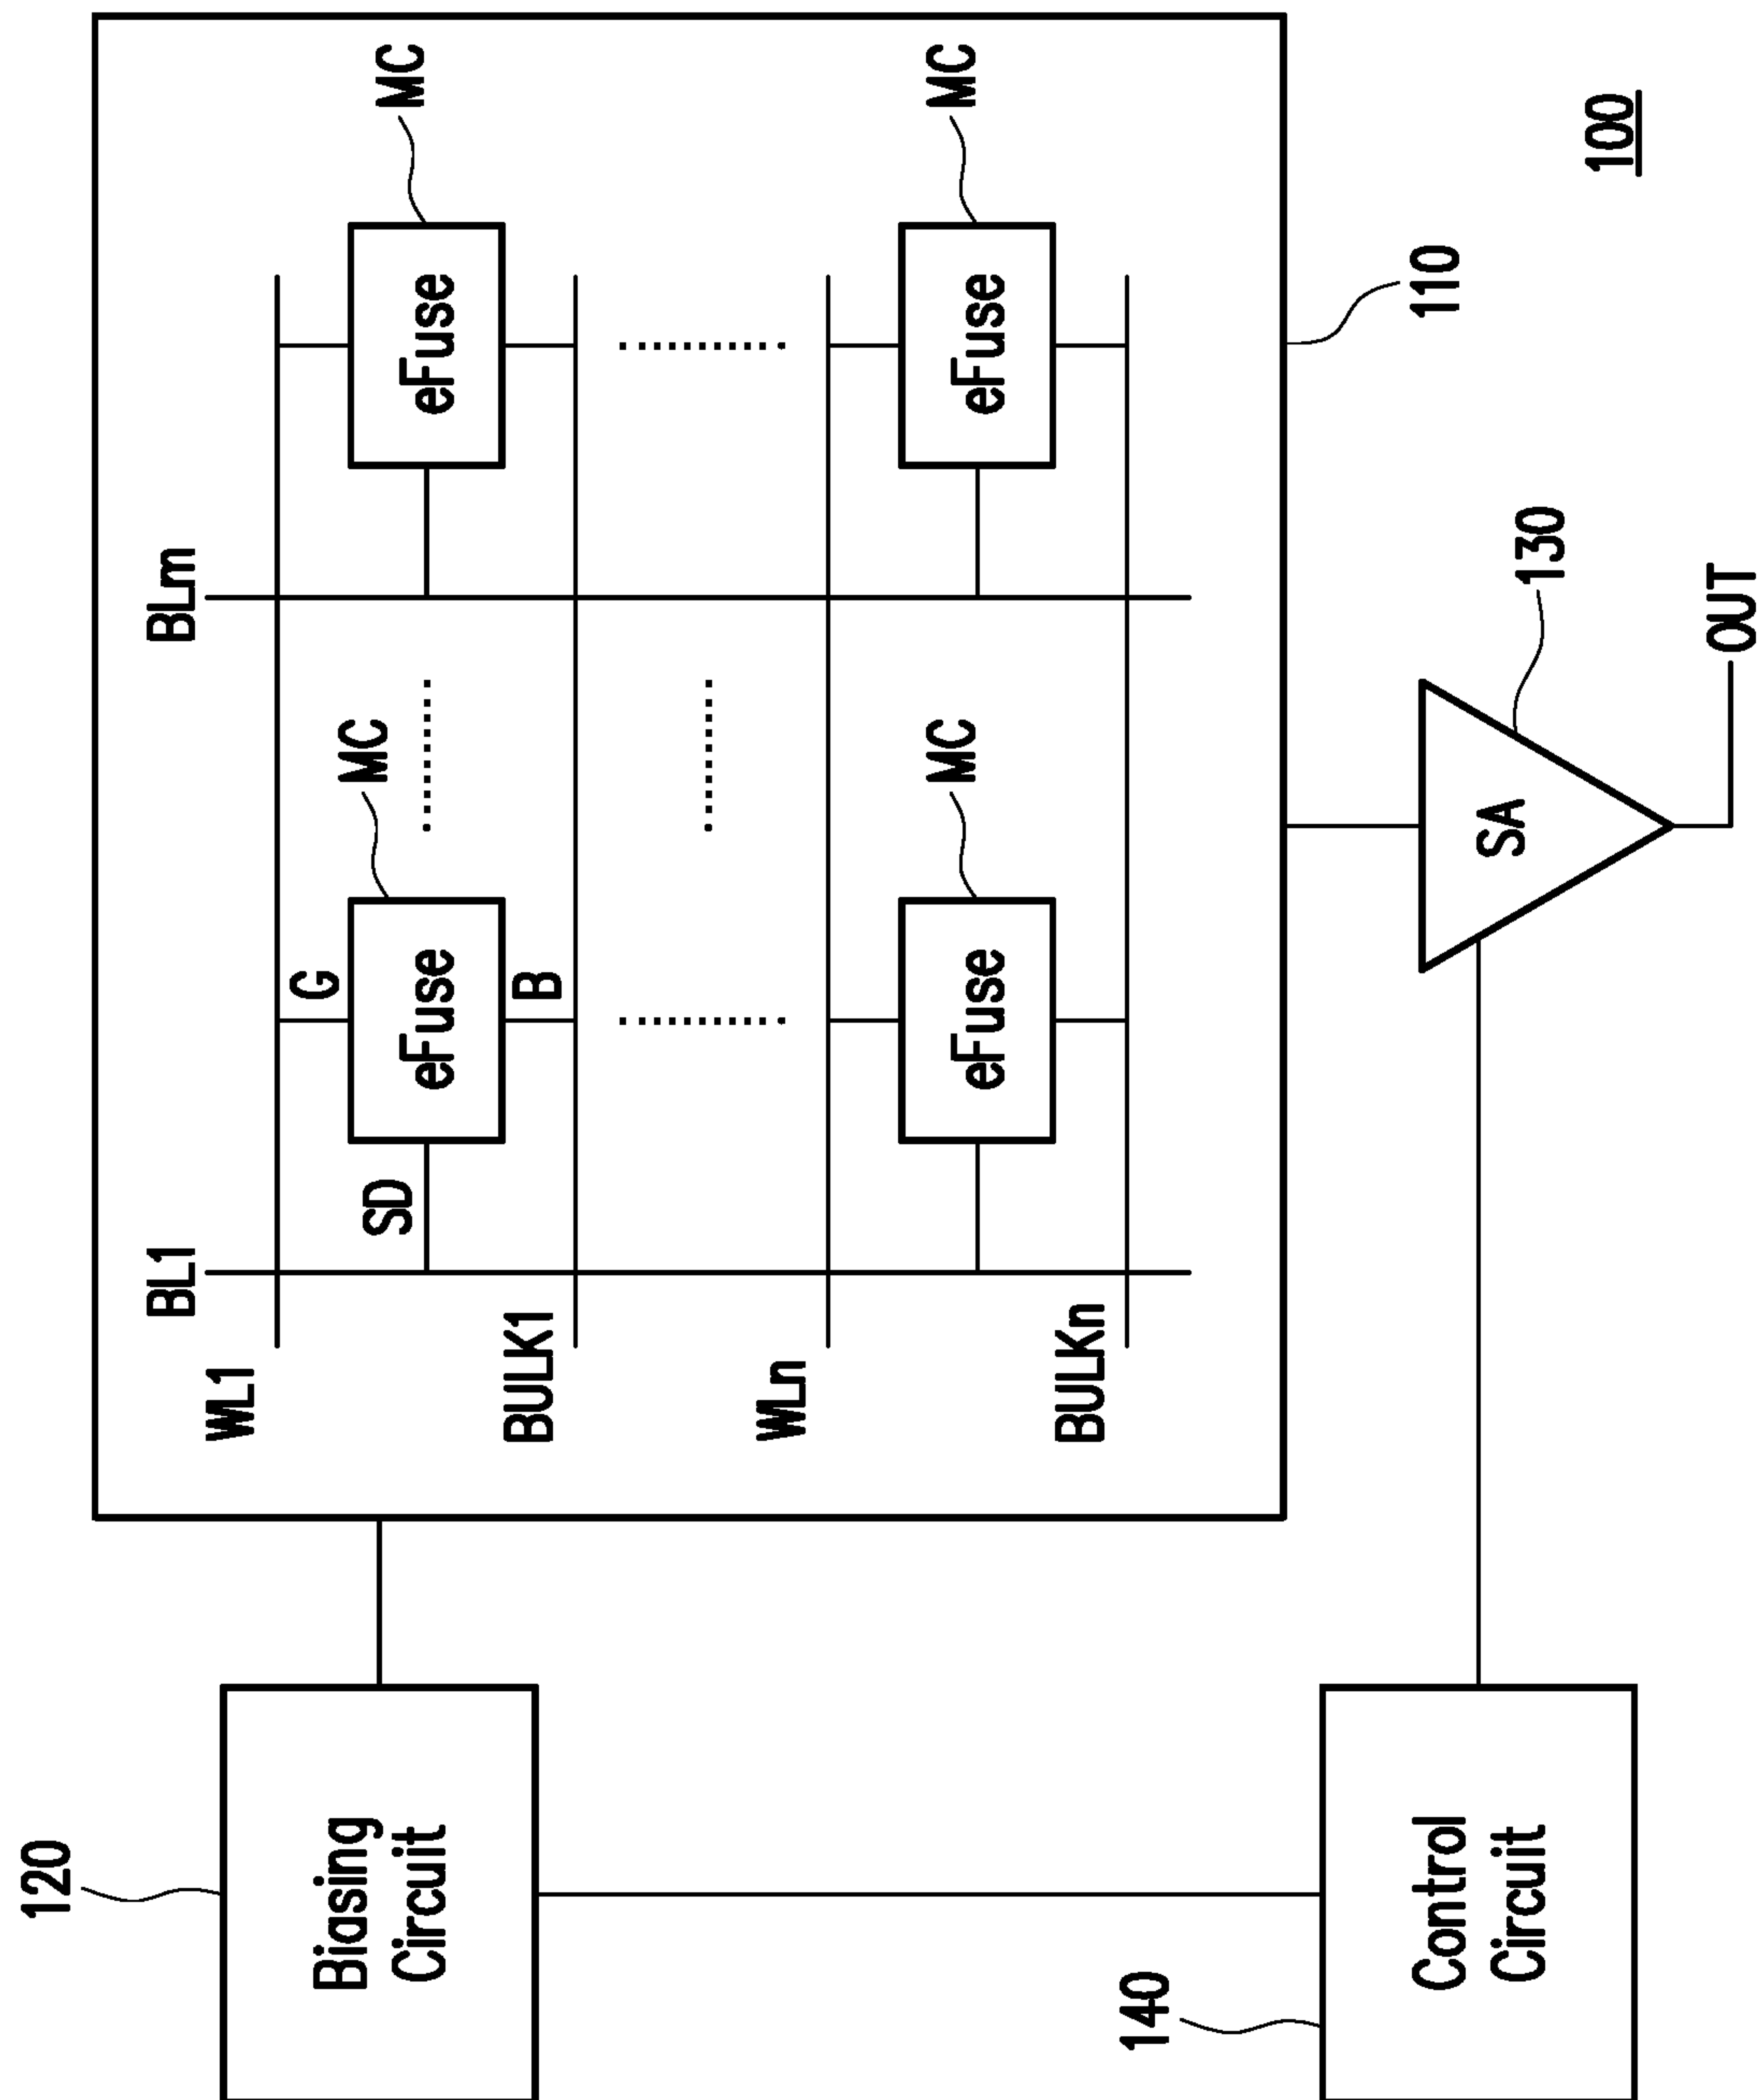 BL1
BLm
WL1
G
MC
MC
SD
eFuse
eFuse
B
BULK1
WLn
MC
MC
eFuse
eFuse
BULKn
120
Biasing
Circuit
110
140
Control
Circuit
SA
130
OUT
100